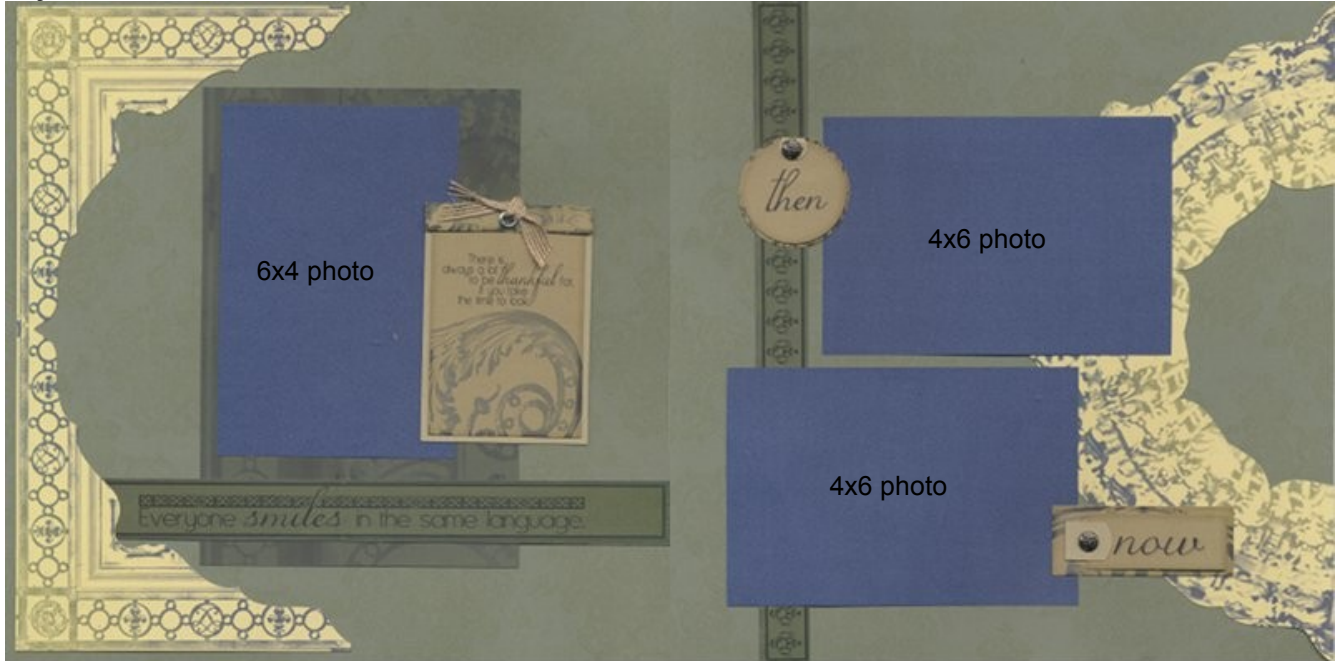 6x4 photo
There is
always a lot
to be thankful for,
if you take
the time to look.
Everyone smiles in the same language.
then
4x6 photo
4x6 photo
now